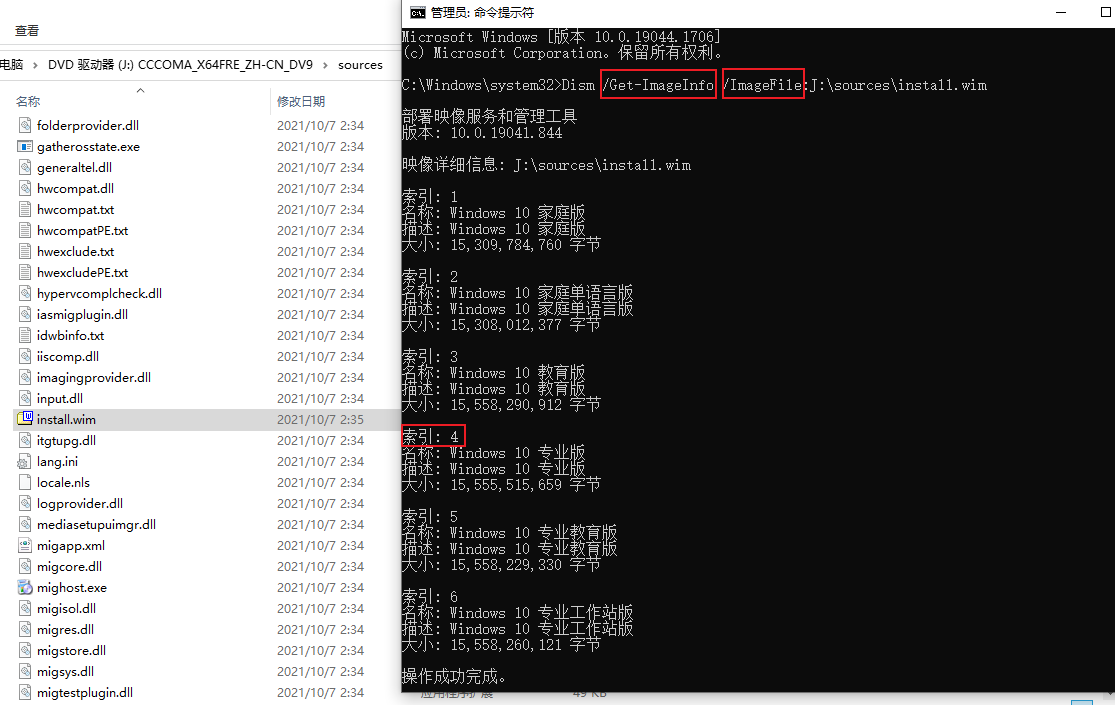 查看
电脑 › DVD 驱动器 (J:) CCCOMA_X64FRE_ZH-CN_DV9 › sources
名称 修改日期
folderprovider.dll 2021/10/7 2:34
gatherosstate.exe 2021/10/7 2:34
generaltel.dll 2021/10/7 2:34
hwcompat.dll 2021/10/7 2:34
hwcompat.txt 2021/10/7 2:34
hwcompatPE.txt 2021/10/7 2:34
hwexclude.txt 2021/10/7 2:34
hwexcludePE.txt 2021/10/7 2:34
hypervcomplcheck.dll 2021/10/7 2:34
iasmigplugin.dll 2021/10/7 2:34
idwbinfo.txt 2021/10/7 2:34
iiscomp.dll 2021/10/7 2:34
imagingprovider.dll 2021/10/7 2:34
input.dll 2021/10/7 2:34
install.wim 2021/10/7 2:35
itgtupg.dll 2021/10/7 2:34
lang.ini 2021/10/7 2:34
locale.nls 2021/10/7 2:34
logprovider.dll 2021/10/7 2:34
mediasetupuimgr.dll 2021/10/7 2:34
migapp.xml 2021/10/7 2:34
migcore.dll 2021/10/7 2:34
mighost.exe 2021/10/7 2:34
migisol.dll 2021/10/7 2:34
migres.dll 2021/10/7 2:34
migstore.dll 2021/10/7 2:34
migsys.dll 2021/10/7 2:34
migtestplugin.dll 2021/10/7 2:34
应用程序扩展 49 KB
管理员: 命令提示符
Microsoft Windows [版本 10.0.19044.1706]
(c) Microsoft Corporation。保留所有权利。
C:\Windows\system32>Dism /Get-ImageInfo /ImageFile:J:\sources\install.wim
部署映像服务和管理工具
版本: 10.0.19041.844
映像详细信息: J:\sources\install.wim
索引: 1
名称: Windows 10 家庭版
描述: Windows 10 家庭版
大小: 15,309,784,760 字节
索引: 2
名称: Windows 10 家庭单语言版
描述: Windows 10 家庭单语言版
大小: 15,308,012,377 字节
索引: 3
名称: Windows 10 教育版
描述: Windows 10 教育版
大小: 15,558,290,912 字节
索引: 4
名称: Windows 10 专业版
描述: Windows 10 专业版
大小: 15,555,515,659 字节
索引: 5
名称: Windows 10 专业教育版
描述: Windows 10 专业教育版
大小: 15,558,229,330 字节
索引: 6
名称: Windows 10 专业工作站版
描述: Windows 10 专业工作站版
大小: 15,558,260,121 字节
操作成功完成。